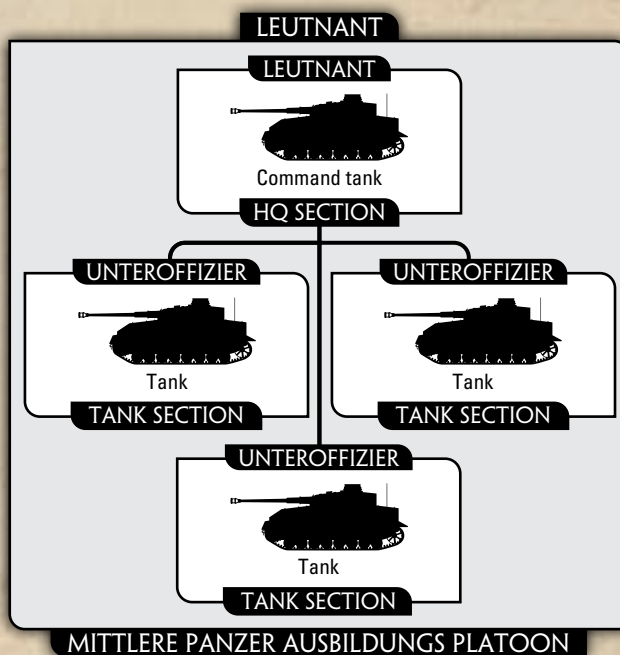 LEUTNANT
LEUTNANT
Command tank
HQ SECTION
UNTEROFFIZIER
Tank
TANK SECTION
UNTEROFFIZIER
Tank
TANK SECTION
UNTEROFFIZIER
Tank
TANK SECTION
MITTLERE PANZER AUSBILDUNGS PLATOON